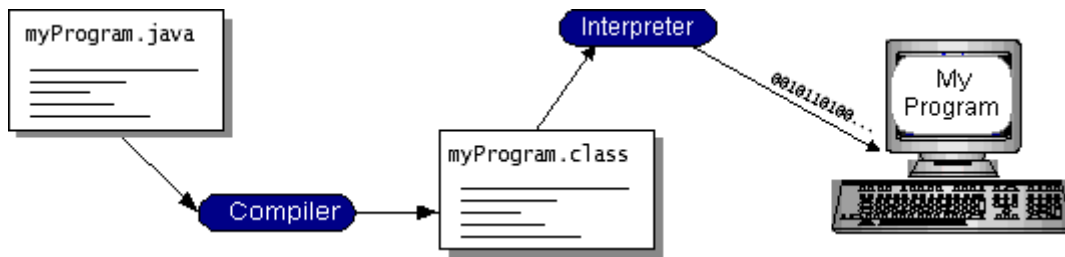 myProgram.java
Compiler
myProgram.class
Interpreter
0010110100...
My
Program